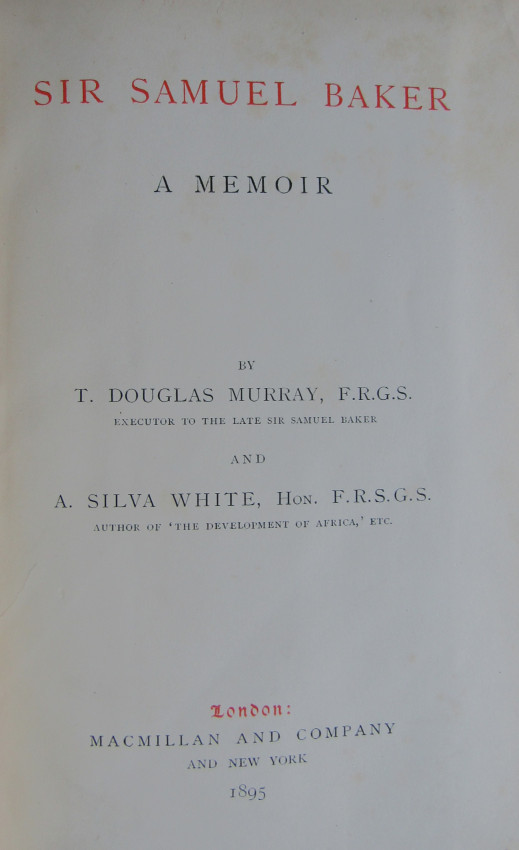 SIR SAMUEL BAKER
A MEMOIR
BY
T. DOUGLAS MURRAY, F.R.G.S.
EXECUTOR TO THE LATE SIR SAMUEL BAKER
AND
A. SILVA WHITE, HON. F.R.S.G.S.
AUTHOR OF ‘THE DEVELOPMENT OF AFRICA,’ ETC.
London:
MACMILLAN AND COMPANY
AND NEW YORK
1895